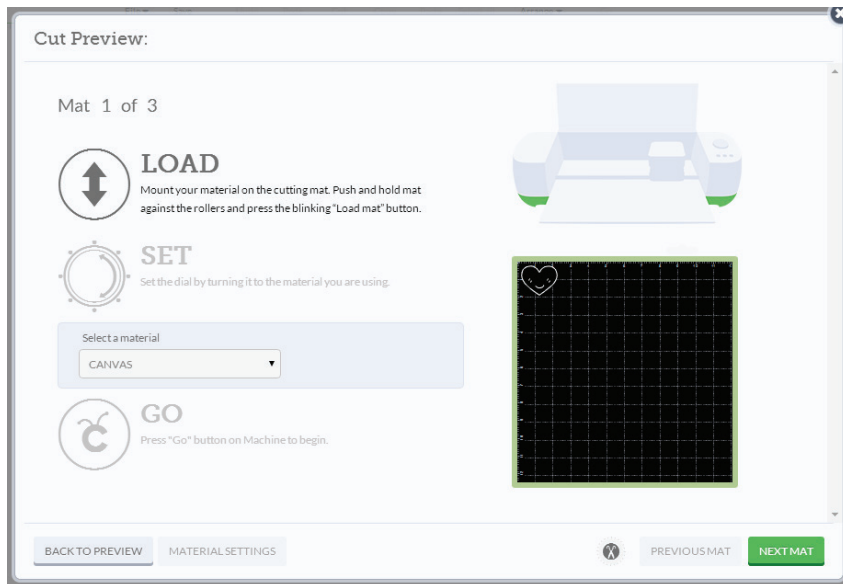 Cut Preview:
Mat 1 of 3
LOAD
Mount your material on the cutting mat. Push and hold mat
against the rollers and press the blinking "Load mat" button.
SET
Set the dial by turning it to the material you are using.
Select a material
CANVAS
GO
Press "Go" button on Machine to begin.
BACK TO PREVIEW
MATERIAL SETTINGS
PREVIOUS MAT
NEXT MAT